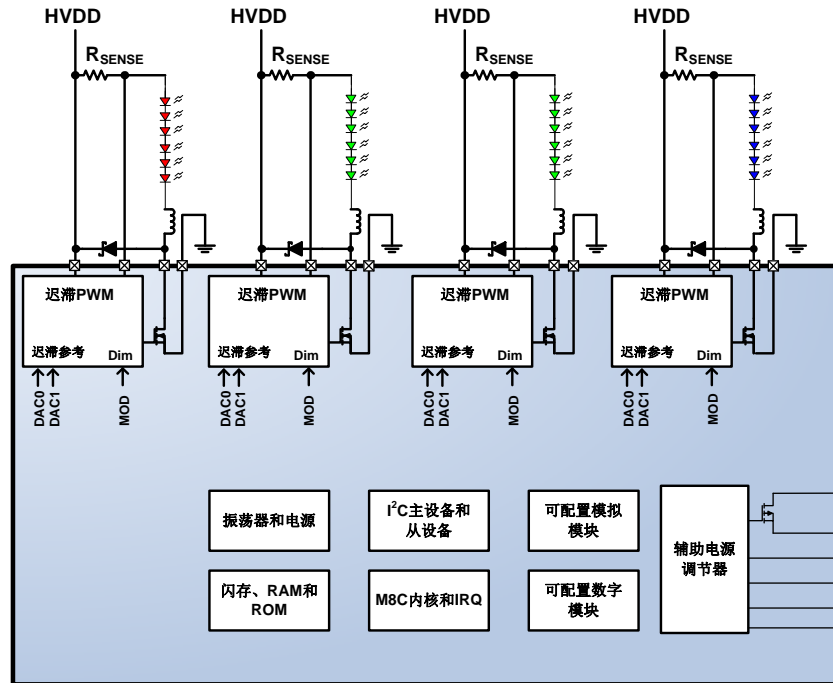 HVDD
HVDD
HVDD
HVDD
RSENSE
RSENSE
RSENSE
RSENSE
迟滞PWM
迟滞PWM
迟滞PWM
迟滞PWM
迟滞参考 Dim
迟滞参考 Dim
迟滞参考 Dim
迟滞参考 Dim
DAC0
DAC1
MOD
DAC0
DAC1
MOD
DAC0
DAC1
MOD
DAC0
DAC1
MOD
振荡器和电源
I²C主设备和
从设备
可配置模拟
模块
辅助电源
调节器
闪存、RAM和
ROM
M8C内核和IRQ
可配置数字
模块